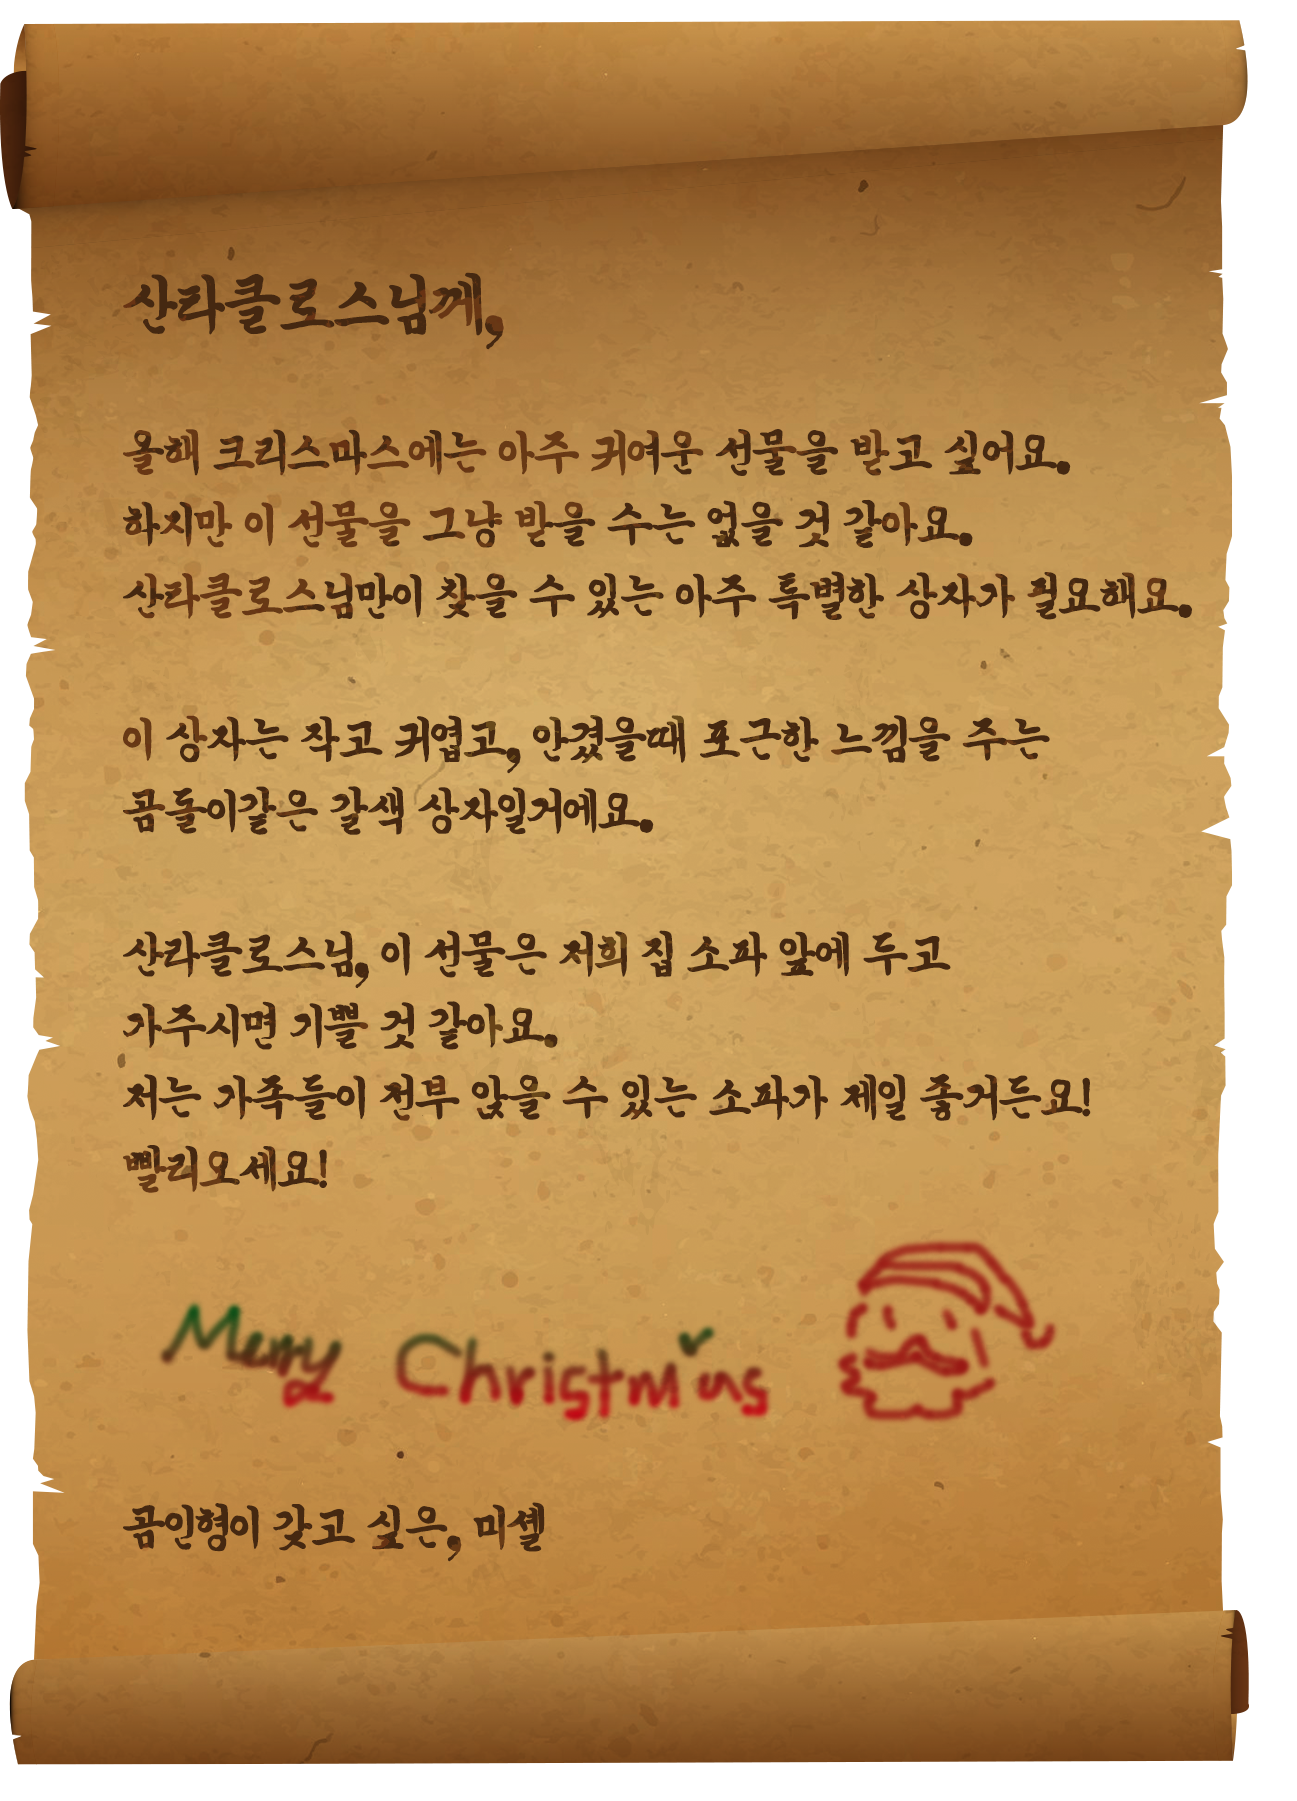 산타클로스님께,
올해 크리스마스에는 아주 귀여운 선물을 받고 싶어요.
하지만 이 선물을 그냥 받을 수는 없을 것 같아요.
산타클로스님만이 찾을 수 있는 아주 특별한 상자가 필요해요.
이 상자는 작고 귀엽고, 안겼을때 포근한 느낌을 주는
곰돌이같은 갈색 상자일거에요.
산타클로스님, 이 선물은 저희 집 소파 앞에 두고
가주시면 기쁠 것 같아요.
저는 가족들이 전부 앉을 수 있는 소파가 제일 좋거든요!
빨리오세요!
Merry Christmas
곰인형이 갖고 싶은, 미셸